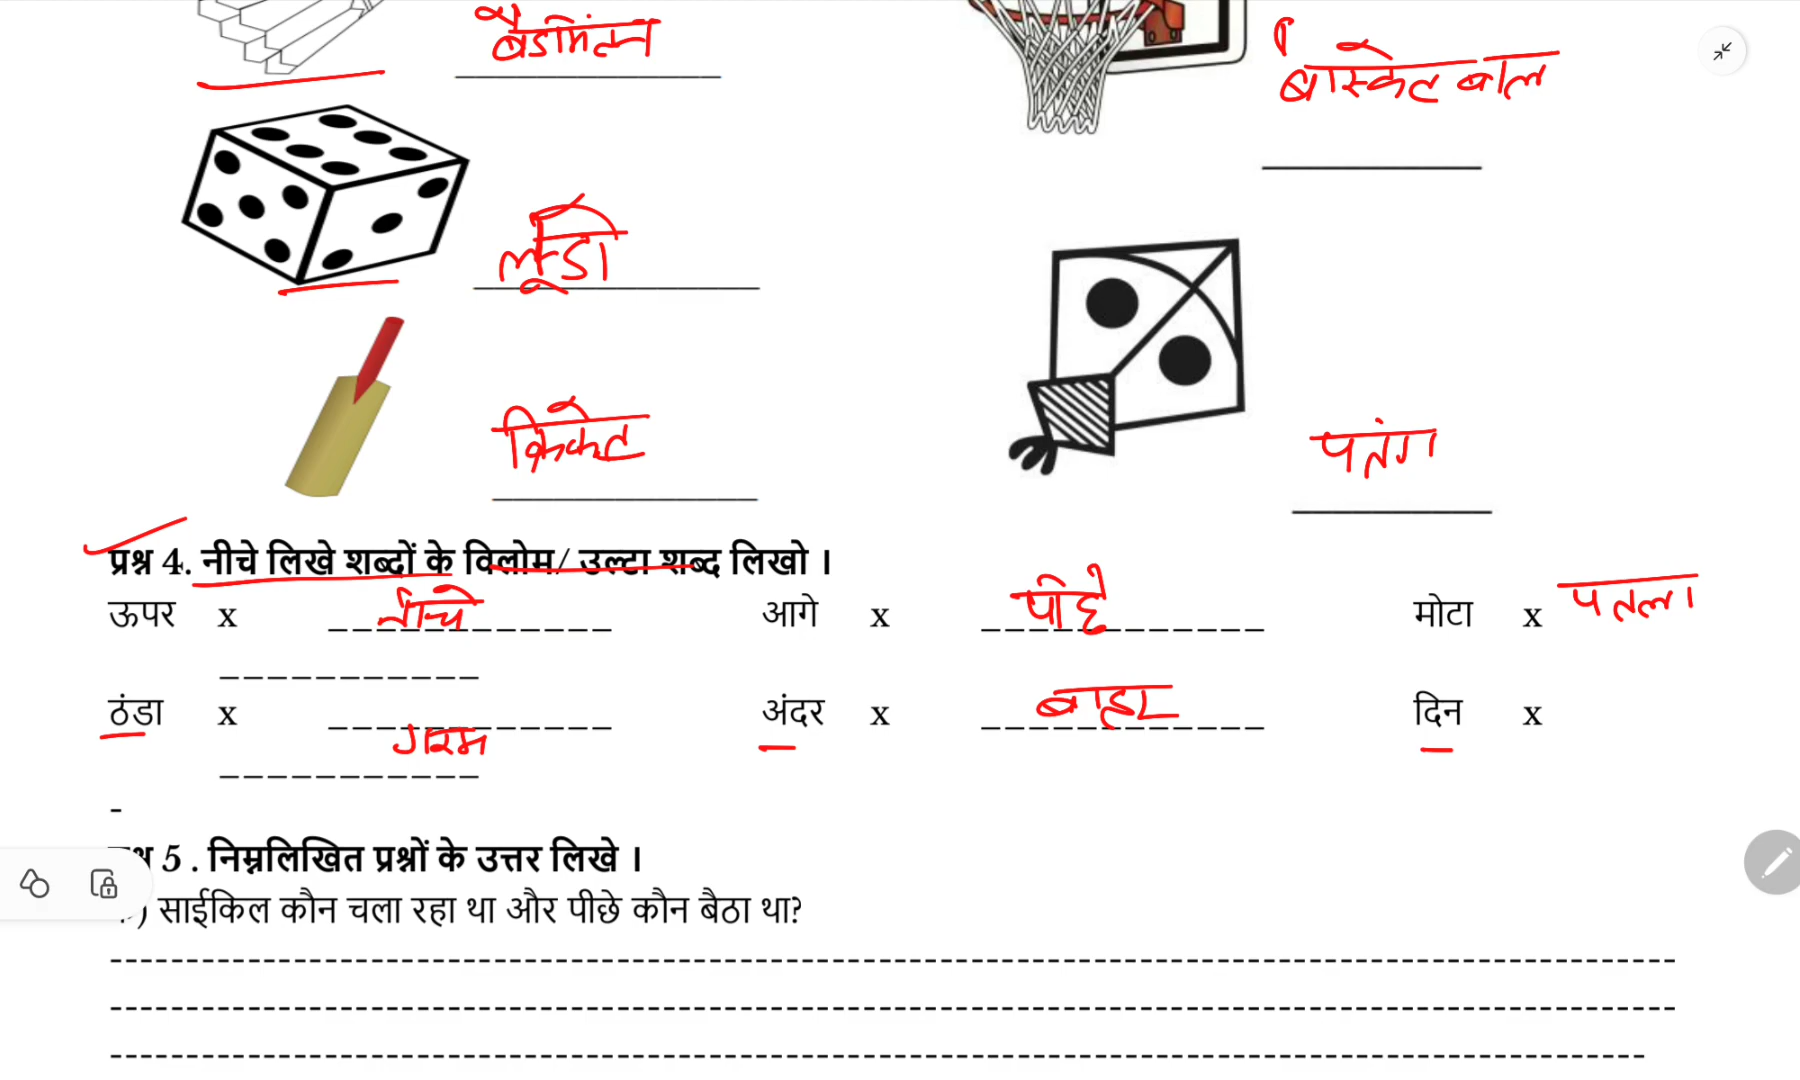 बैडमिंटन
बास्केट बाल
लूडो
क्रिकेट
पतंग
प्रश्न 4. नीचे लिखे शब्दों के विलोम/ उल्टा शब्द लिखो ।
ऊपर x नीचे आगे x पीछे मोटा x पतला
ठंडा x गरम अंदर x बाहर दिन x
5 . निम्नलिखित प्रश्नों के उत्तर लिखे ।
) साईकिल कौन चला रहा था और पीछे कौन बैठा था?